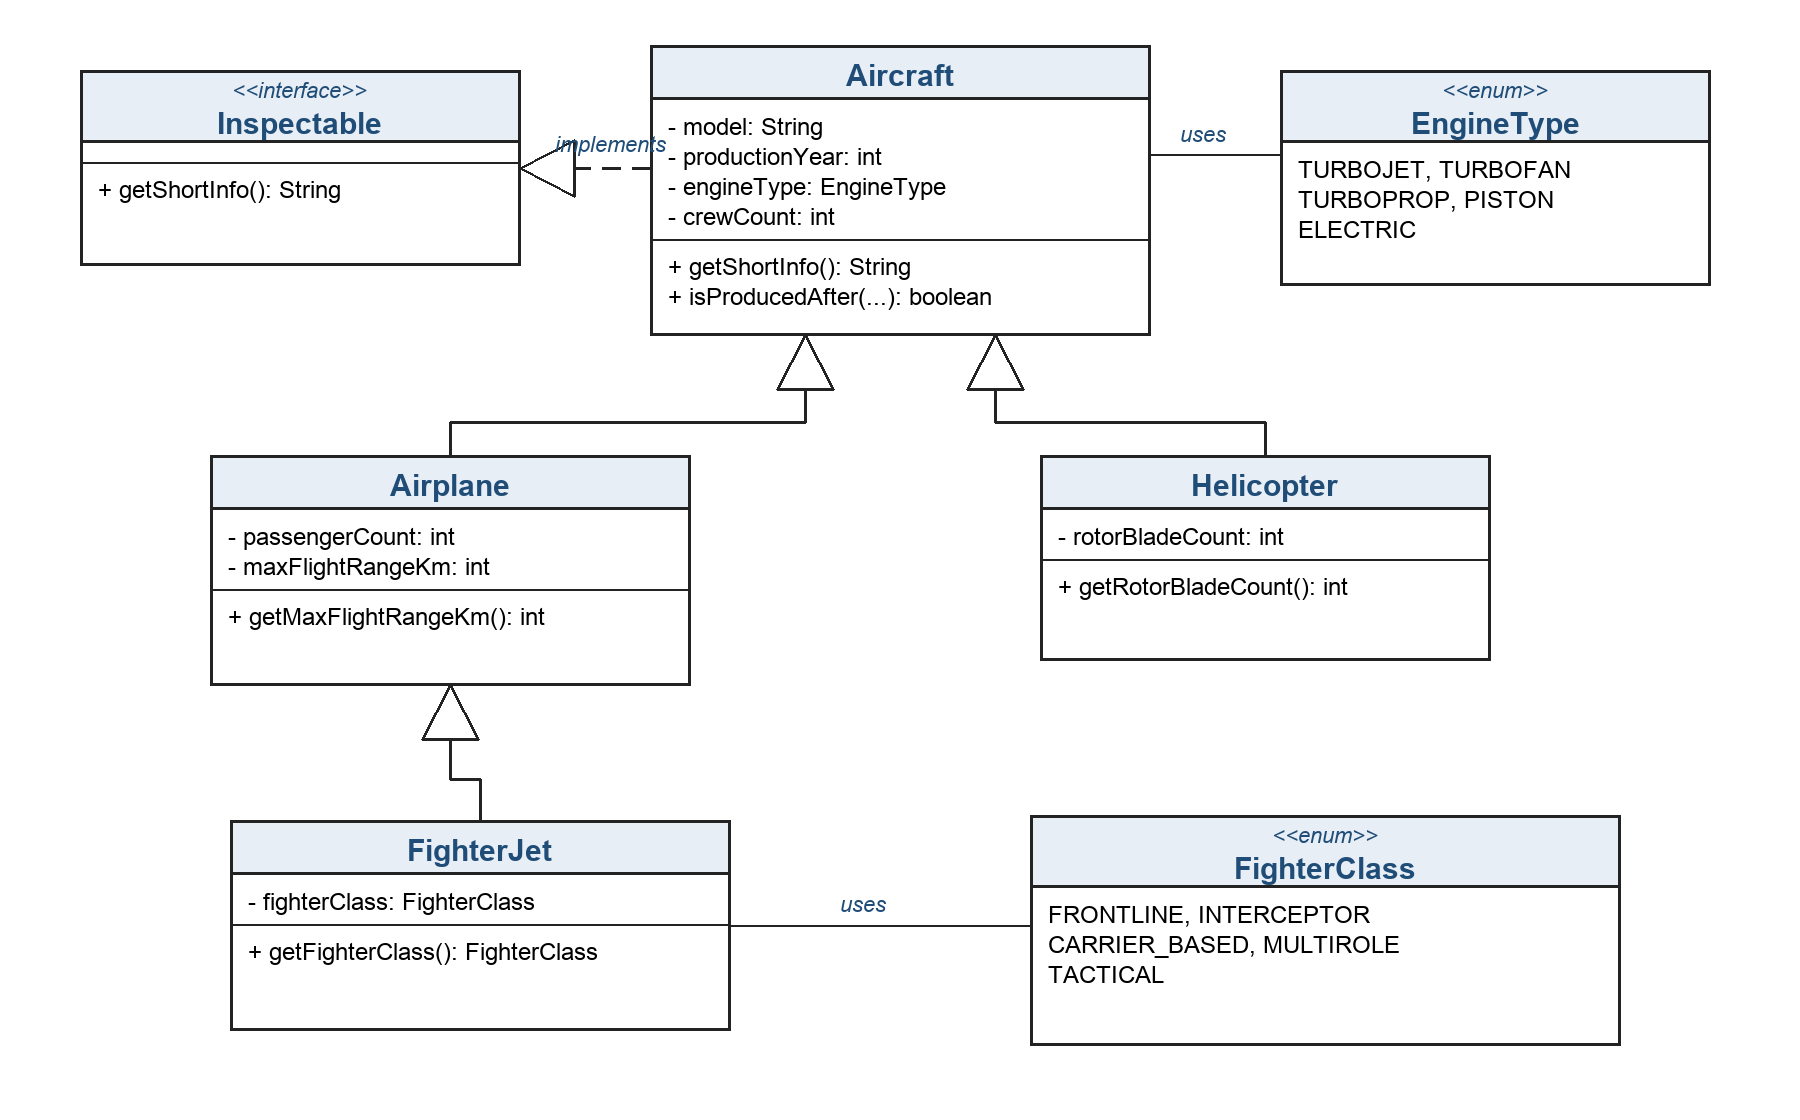 <<interface>>
Inspectable
+ getShortInfo(): String
implements
Aircraft
- model: String
- productionYear: int
- engineType: EngineType
- crewCount: int
+ getShortInfo(): String
+ isProducedAfter(...): boolean
uses
<<enum>>
EngineType
TURBOJET, TURBOFAN
TURBOPROP, PISTON
ELECTRIC
Airplane
- passengerCount: int
- maxFlightRangeKm: int
+ getMaxFlightRangeKm(): int
Helicopter
- rotorBladeCount: int
+ getRotorBladeCount(): int
FighterJet
- fighterClass: FighterClass
+ getFighterClass(): FighterClass
uses
<<enum>>
FighterClass
FRONTLINE, INTERCEPTOR
CARRIER_BASED, MULTIROLE
TACTICAL